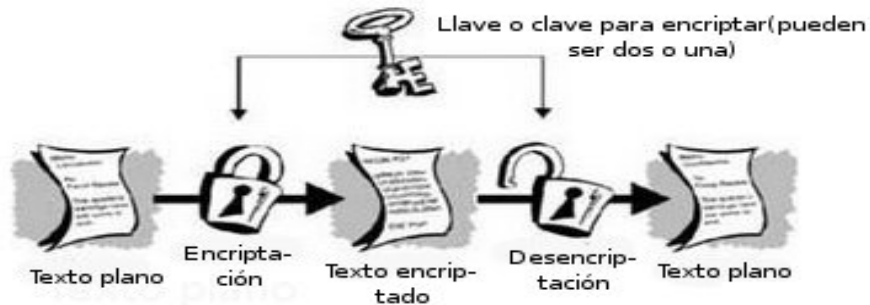 Llave o clave para encriptar(pueden
ser dos o una)
Texto plano
Encripta-
ción
Texto encrip-
tado
Desencrip-
tación
Texto plano